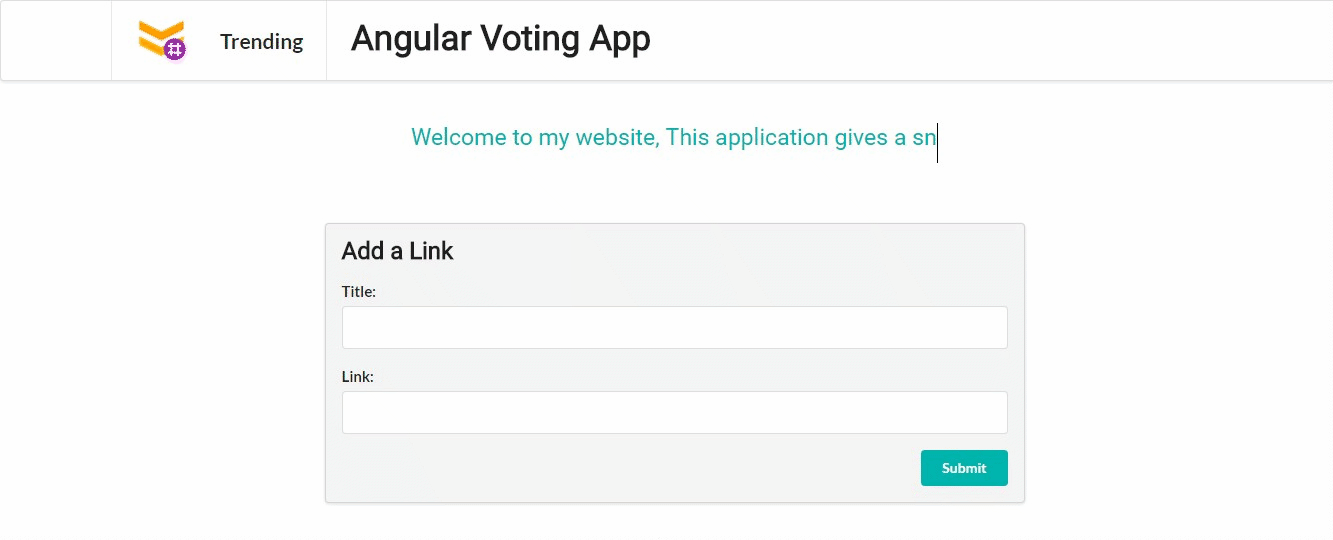 Trending
Angular Voting App
Welcome to my website, This application gives a sn
Add a Link
Title:
Link:
Submit